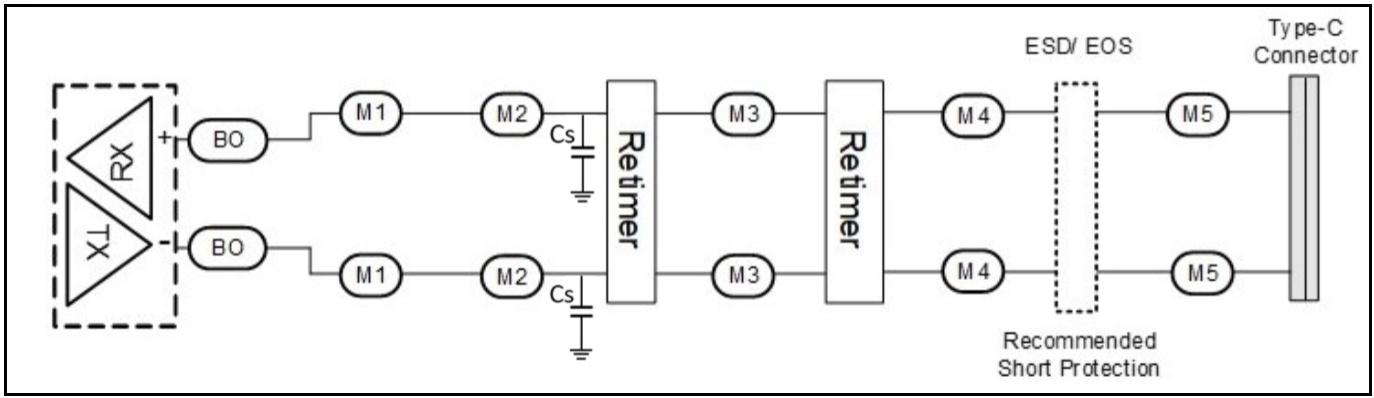 Type-C
Connector
ESD/ EOS
RX
+
BO
M1
M2
Cs
Retimer
M3
Retimer
M4
M5
TX
-
BO
M1
M2
Cs
M3
M4
M5
Recommended
Short Protection